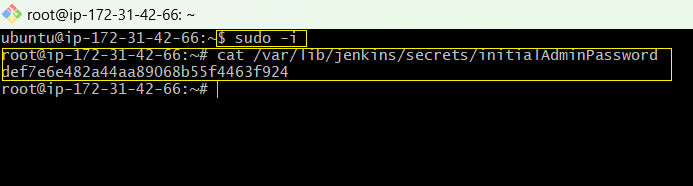 root@ip-172-31-42-66: ~
ubuntu@ip-172-31-42-66:~$ sudo -i
root@ip-172-31-42-66:~# cat /var/lib/jenkins/secrets/initialAdminPassword
def7e6e482a44aa89068b55f4463f924
root@ip-172-31-42-66:~#